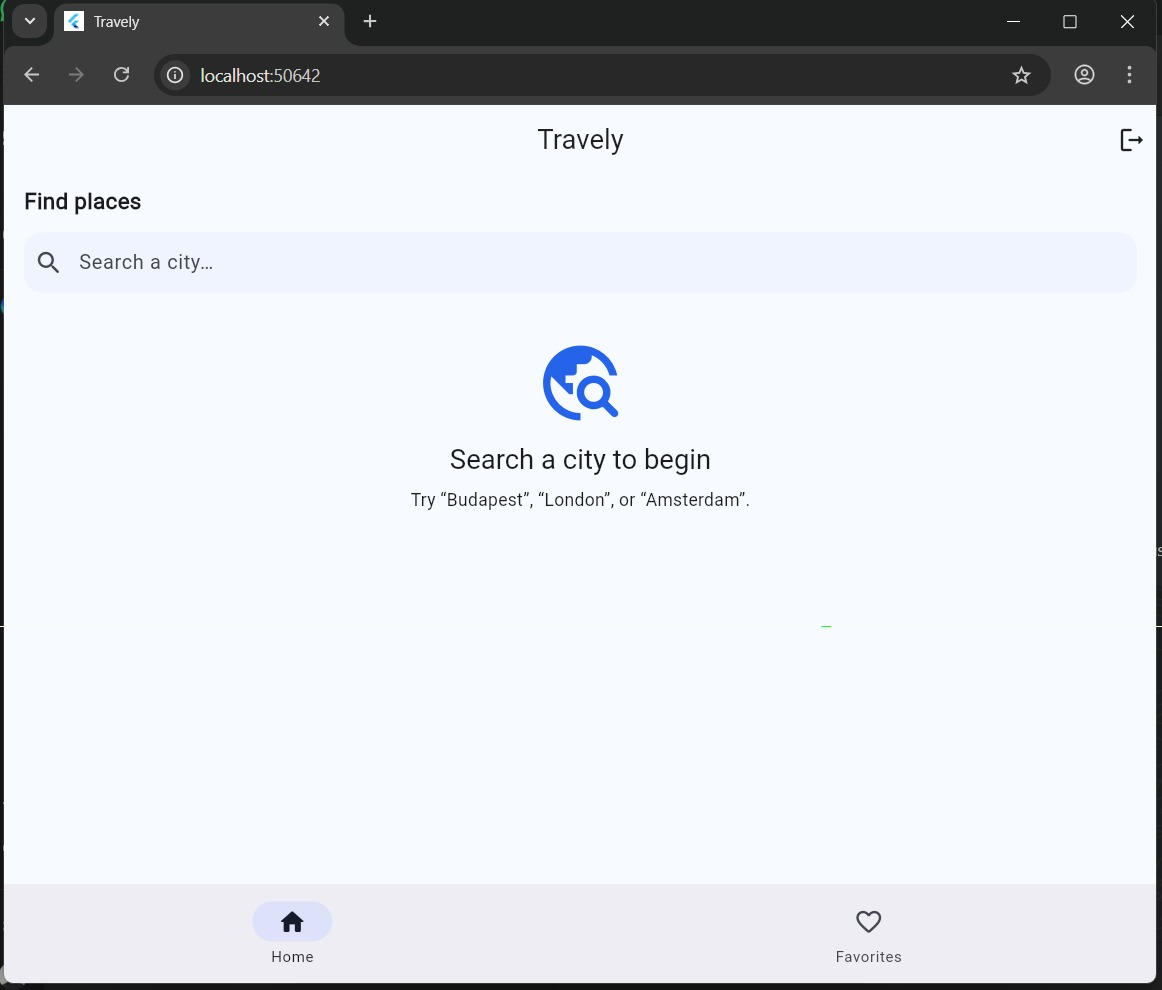 Travely
localhost:50642
Travely
Find places
Search a city…
Search a city to begin
Try “Budapest”, “London”, or “Amsterdam”.
Home
Favorites